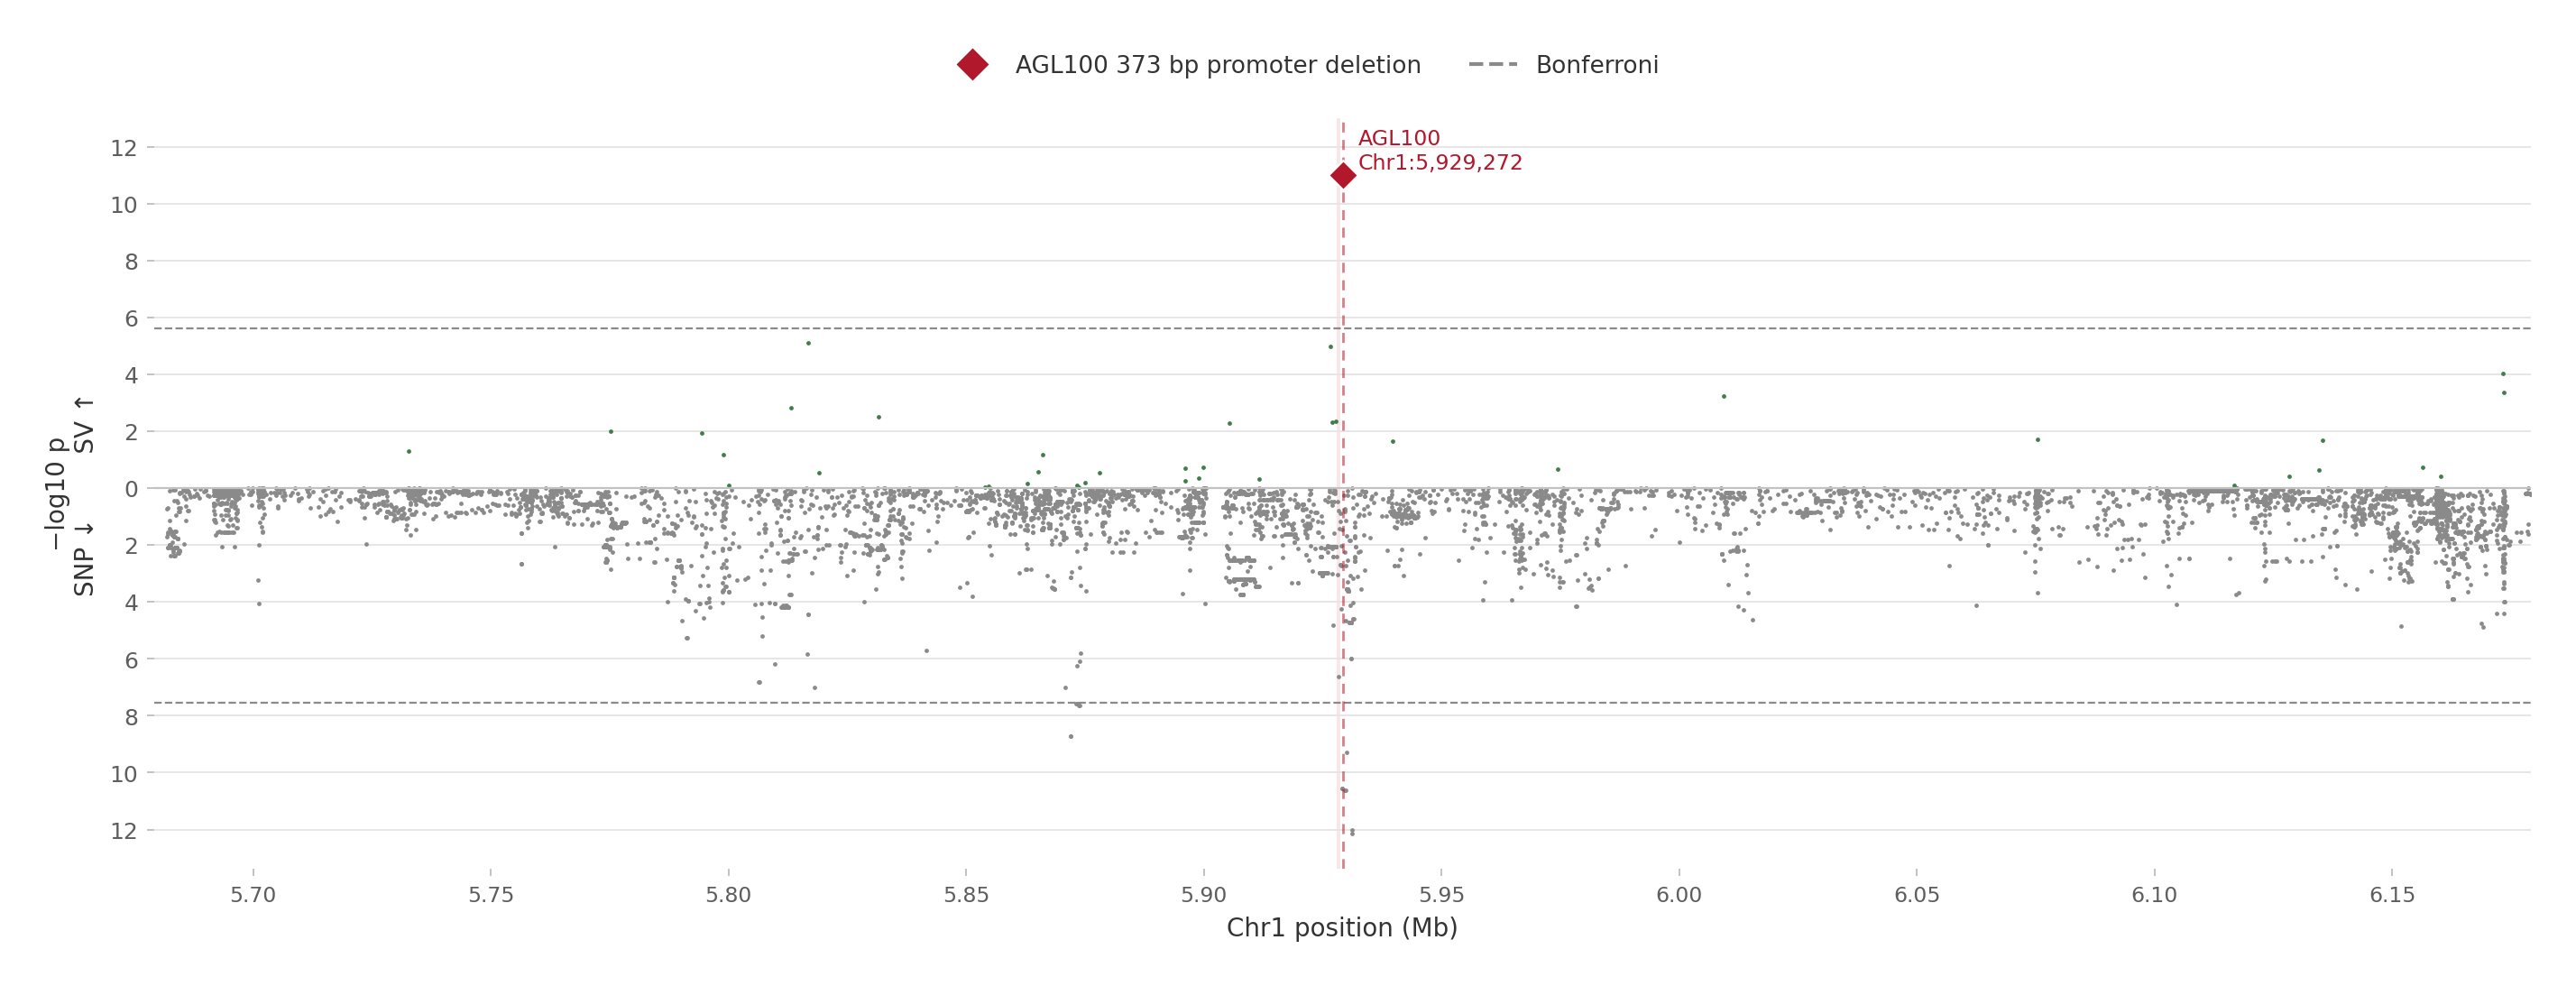 AGL100 373 bp promoter deletion
Bonferroni
AGL100
Chr1:5,929,272
12
10
8
6
4
2
0
2
4
6
8
10
12
−log10 p
SNP ↓ SV ↑
5.70 5.75 5.80 5.85 5.90 5.95 6.00 6.05 6.10 6.15
Chr1 position (Mb)